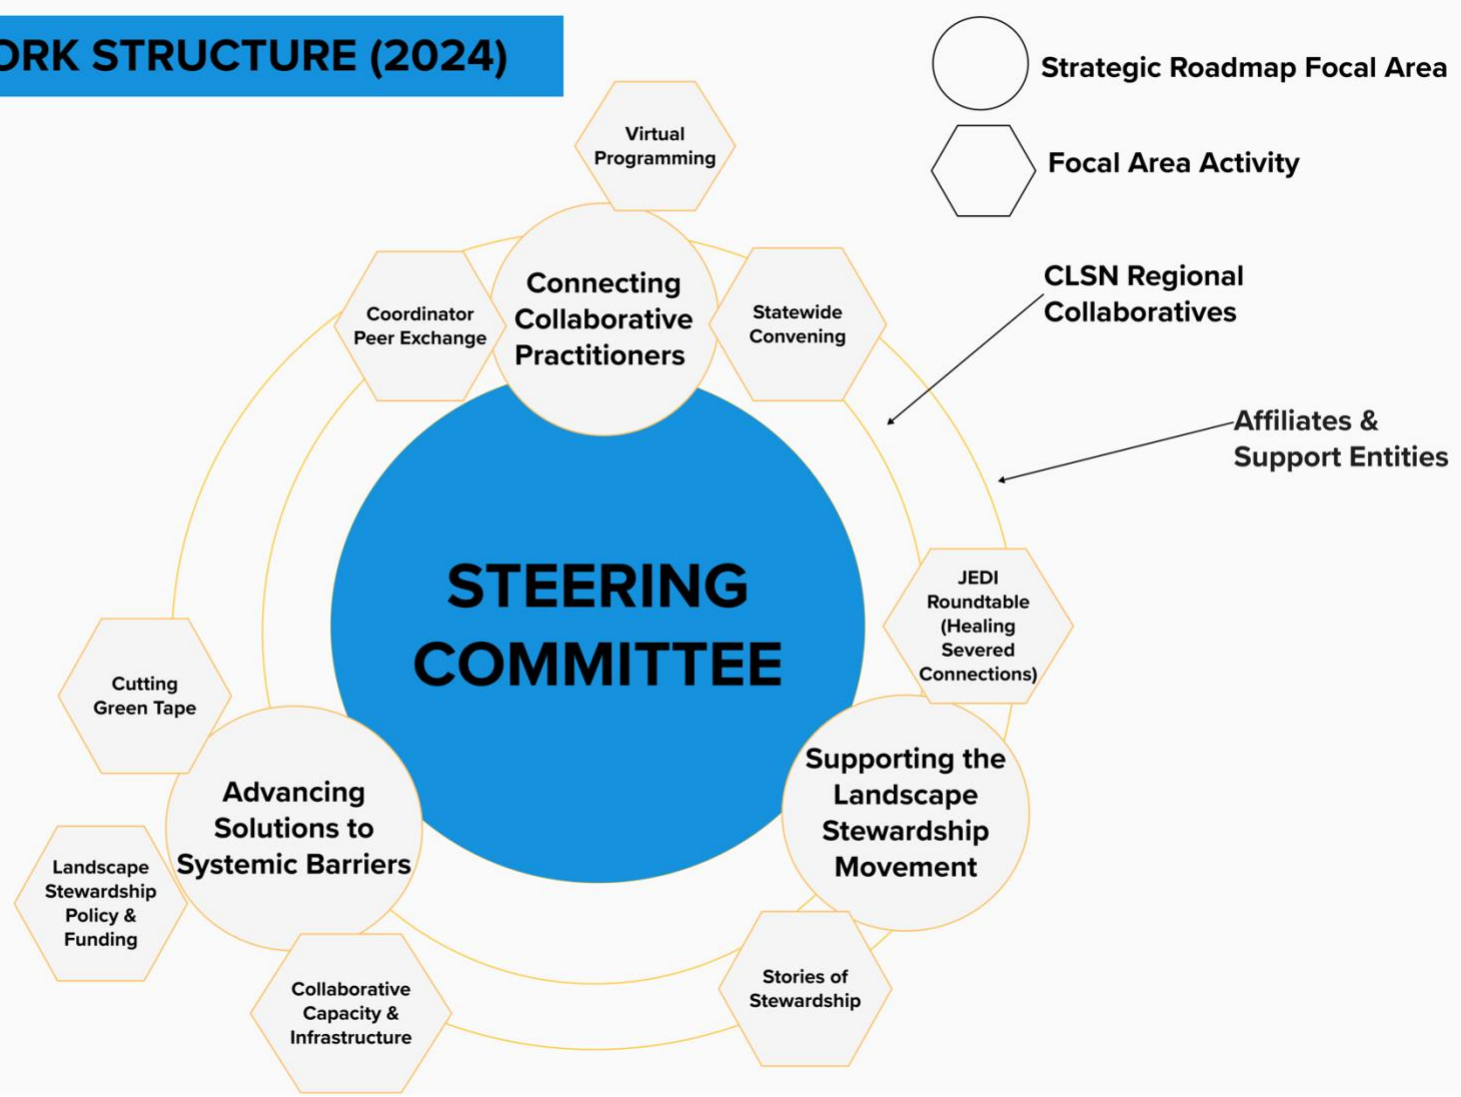 ORK STRUCTURE (2024)
Strategic Roadmap Focal Area
Focal Area Activity
Virtual
Programming
CLSN Regional
Collaboratives
Connecting
Collaborative
Practitioners
Coordinator
Peer Exchange
Statewide
Convening
Affiliates &
Support Entities
STEERING
COMMITTEE
JEDI
Roundtable
(Healing
Severed
Connections)
Cutting
Green Tape
Advancing
Solutions to
Systemic Barriers
Supporting the
Landscape
Stewardship
Movement
Landscape
Stewardship
Policy &
Funding
Collaborative
Capacity &
Infrastructure
Stories of
Stewardship